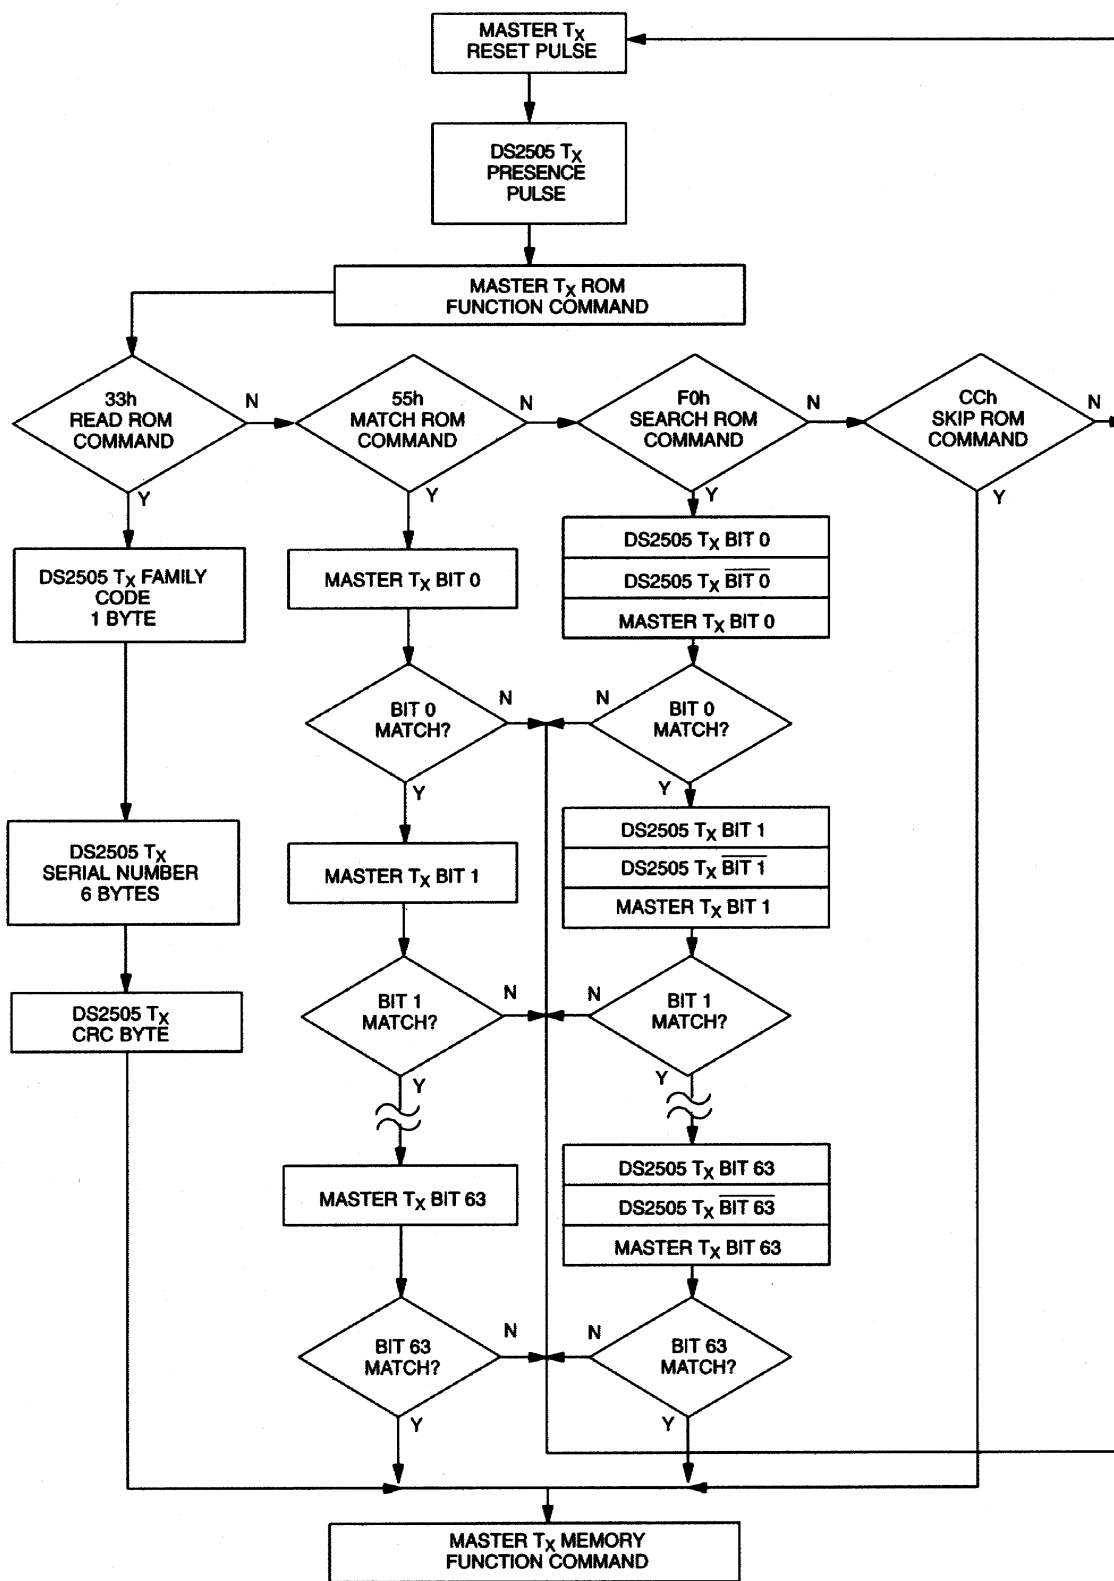 MASTER TX
RESET PULSE
DS2505 TX
PRESENCE
PULSE
MASTER TX ROM
FUNCTION COMMAND
33h
READ ROM
COMMAND
N
Y
55h
MATCH ROM
COMMAND
N
Y
F0h
SEARCH ROM
COMMAND
N
Y
CCh
SKIP ROM
COMMAND
N
Y
DS2505 TX FAMILY
CODE
1 BYTE
DS2505 TX
SERIAL NUMBER
6 BYTES
DS2505 TX
CRC BYTE
MASTER TX BIT 0
BIT 0
MATCH?
N
Y
MASTER TX BIT 1
BIT 1
MATCH?
N
Y
MASTER TX BIT 63
BIT 63
MATCH?
N
Y
DS2505 TX BIT 0
DS2505 TX BIT 0
MASTER TX BIT 0
BIT 0
MATCH?
N
Y
DS2505 TX BIT 1
DS2505 TX BIT 1
MASTER TX BIT 1
BIT 1
MATCH?
N
Y
DS2505 TX BIT 63
DS2505 TX BIT 63
MASTER TX BIT 63
BIT 63
MATCH?
N
Y
MASTER TX MEMORY
FUNCTION COMMAND